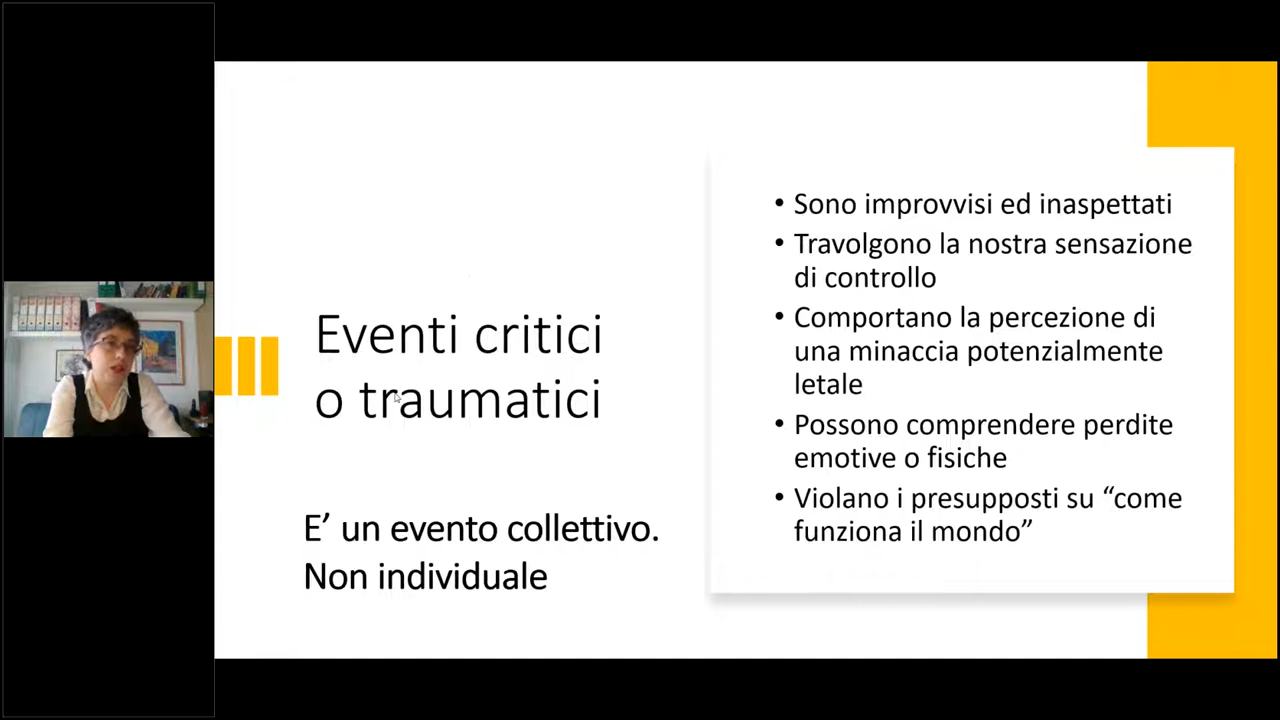 Eventi critici
o traumatici
E’ un evento collettivo.
Non individuale
• Sono improvvisi ed inaspettati
• Travolgono la nostra sensazione
di controllo
• Comportano la percezione di
una minaccia potenzialmente
letale
• Possono comprendere perdite
emotive o fisiche
• Violano i presupposti su “come
funziona il mondo”